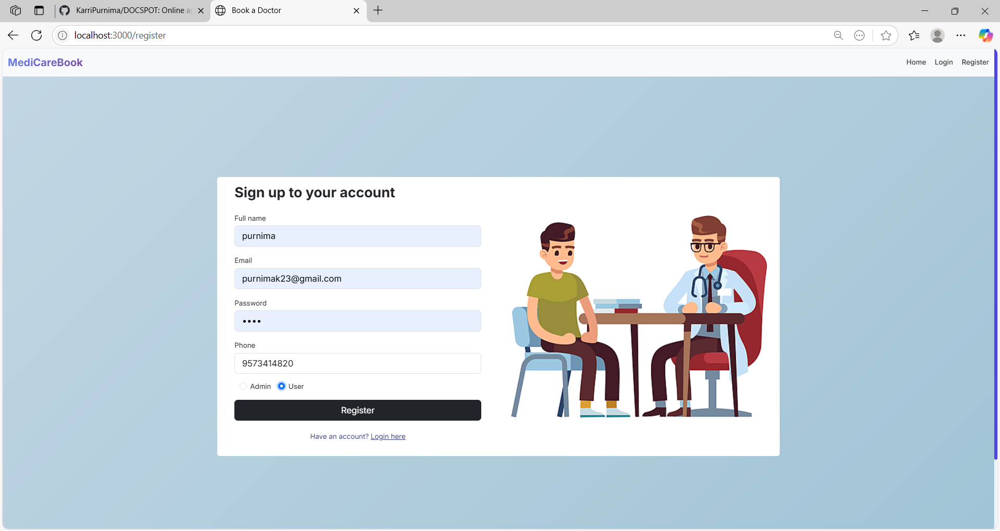 KarriPurnima/DOCSPOT: Online a
Book a Doctor
localhost:3000/register
MediCareBook
Home Login Register
Sign up to your account
Full name
purnima
Email
purnimak23@gmail.com
Password
••••
Phone
9573414820
Admin User
Register
Have an account? Login here